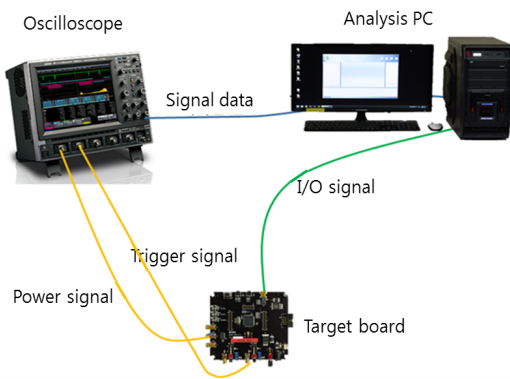 Oscilloscope
Analysis PC
Signal data
I/O signal
Trigger signal
Power signal
Target board